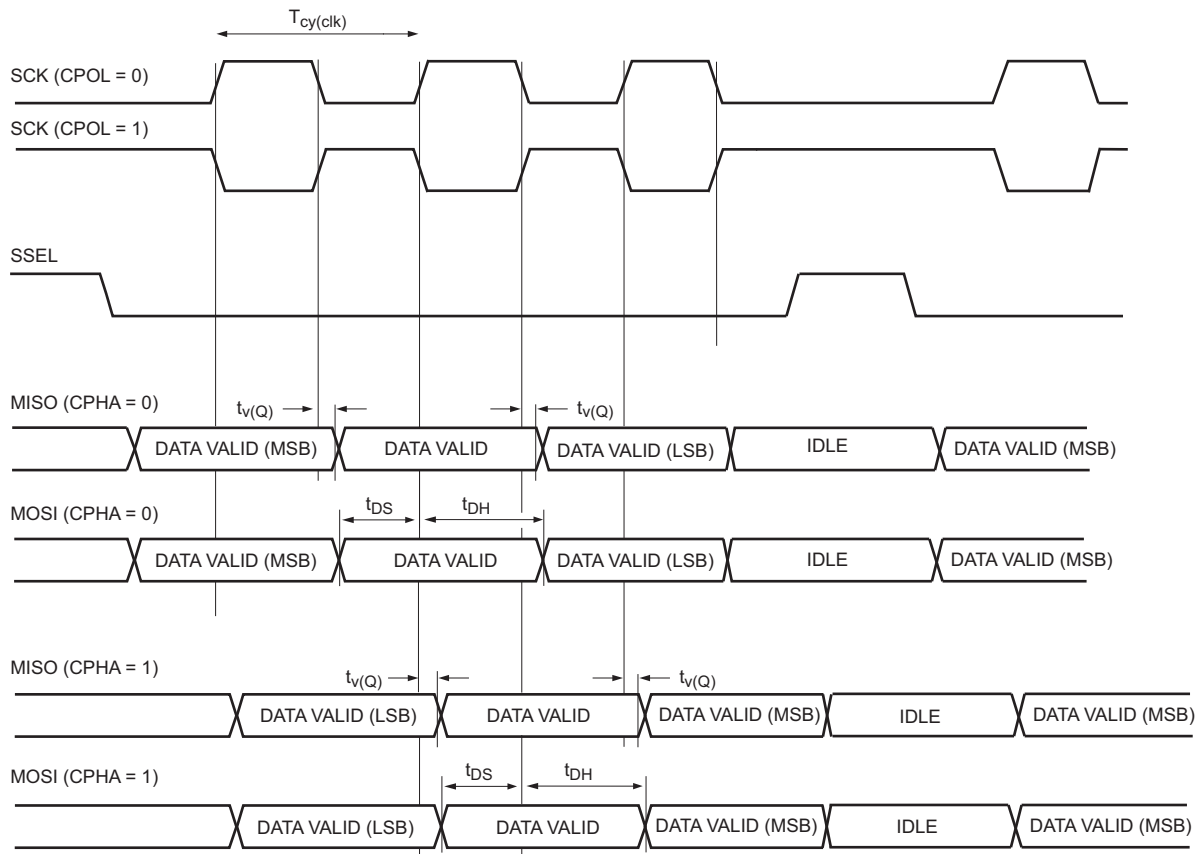 Tcy(clk)
SCK (CPOL = 0)
SCK (CPOL = 1)
SSEL
MISO (CPHA = 0)
tv(Q) tv(Q)
DATA VALID (MSB) DATA VALID DATA VALID (LSB) IDLE DATA VALID (MSB)
MOSI (CPHA = 0)
tDS tDH
DATA VALID (MSB) DATA VALID DATA VALID (LSB) IDLE DATA VALID (MSB)
MISO (CPHA = 1)
tv(Q) tv(Q)
DATA VALID (LSB) DATA VALID DATA VALID (MSB) IDLE DATA VALID (MSB)
MOSI (CPHA = 1)
tDS tDH
DATA VALID (LSB) DATA VALID DATA VALID (MSB) IDLE DATA VALID (MSB)